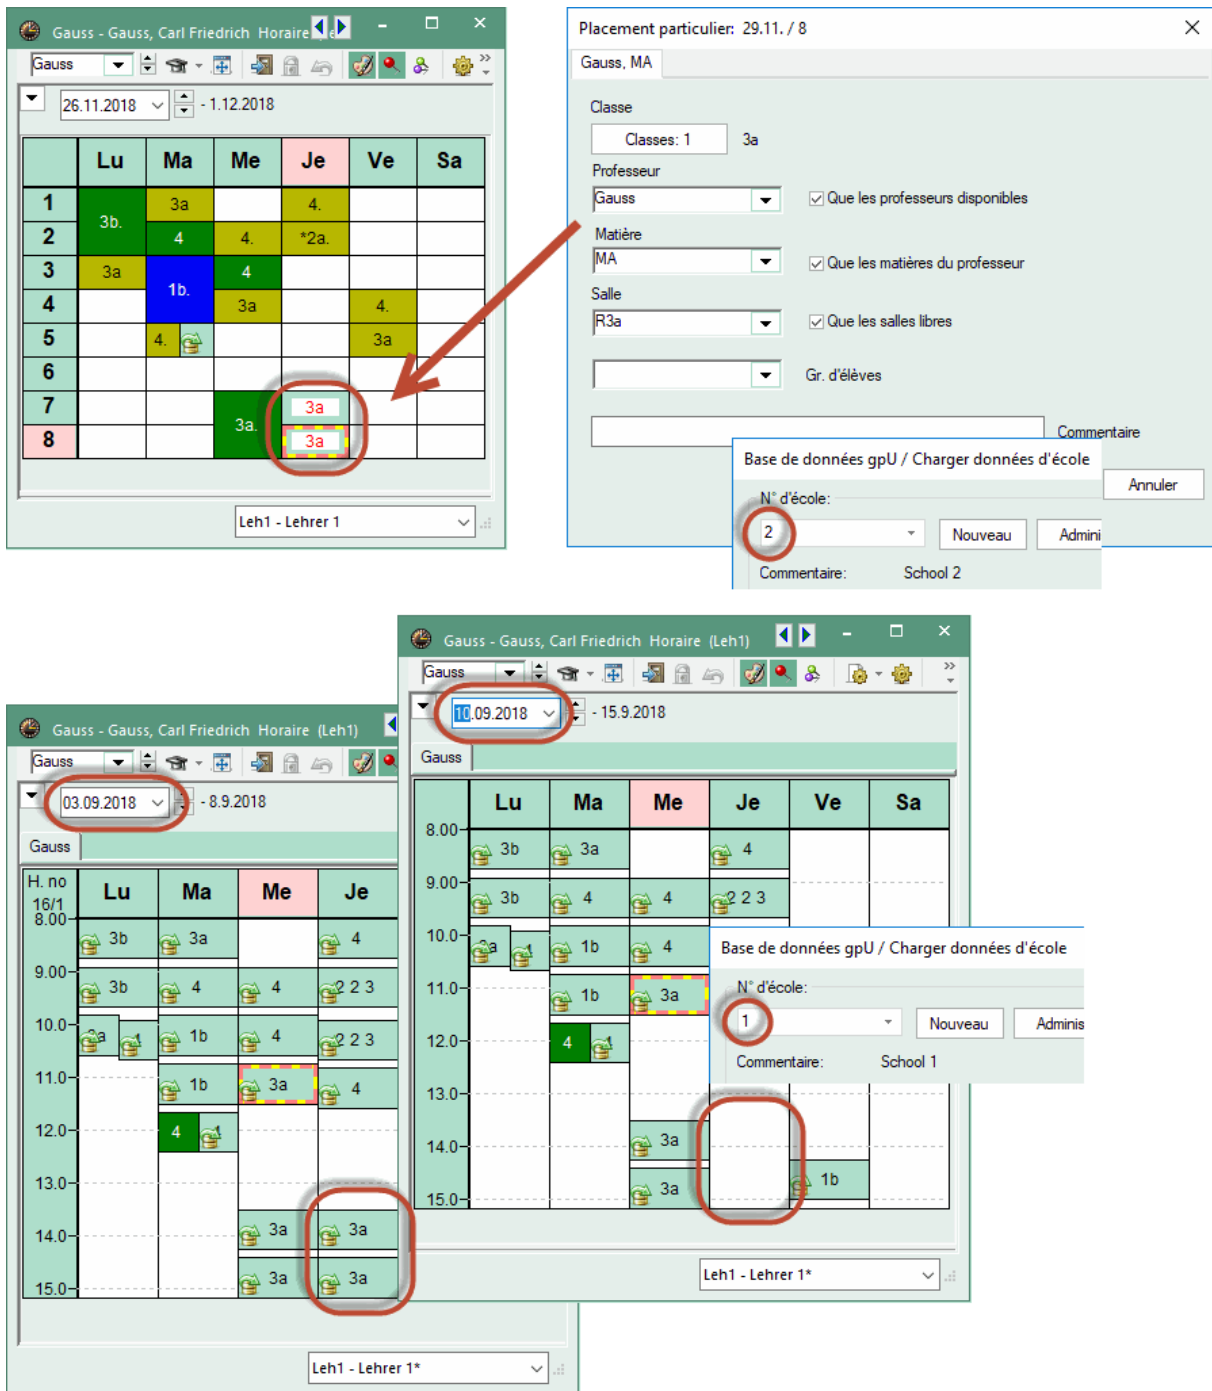 Gauss - Gauss, Carl Friedrich Horaire
Gauss
26.11.2018 - 1.12.2018
Lu Ma Me Je Ve Sa
1 3b. 3a 4.
2 4 4. *2a.
3 3a 1b. 4
4 3a 4.
5 4. 3a
6
7 3a. 3a
8 3a
Leh1 - Lehrer 1
Placement particulier: 29.11. / 8
Gauss, MA
Classe
Classes: 1 3a
Professeur
Gauss Que les professeurs disponibles
Matière
MA Que les matières du professeur
Salle
R3a Que les salles libres
Gr. d'élèves
Commentaire
Annuler
Base de données gpU / Charger données d'école
N° d'école:
2 Nouveau Admini
Commentaire: School 2
Gauss - Gauss, Carl Friedrich Horaire (Leh1)
Gauss
10.09.2018 - 15.9.2018
Gauss
Lu Ma Me Je Ve Sa
8.00
3b 3a 4
9.00
3b 4 4 2 2 3
10.0
1b 4
11.0
1b 3a
12.0
4
13.0
14.0
3a
1b
15.0
3a
Leh1 - Lehrer 1*
Base de données gpU / Charger données d'école
N° d'école:
1 Nouveau Adminis
Commentaire: School 1
Gauss - Gauss, Carl Friedrich Horaire (Leh1)
Gauss
03.09.2018 - 8.9.2018
Gauss
H. no
16/1
Lu Ma Me Je
8.00
3b 3a 4
9.00
3b 4 4 2 2 3
10.0
1b 4 2 2 3
11.0
1b 3a 4
12.0
4
13.0
14.0
3a 3a
15.0
3a 3a
Leh1 - Lehrer 1*